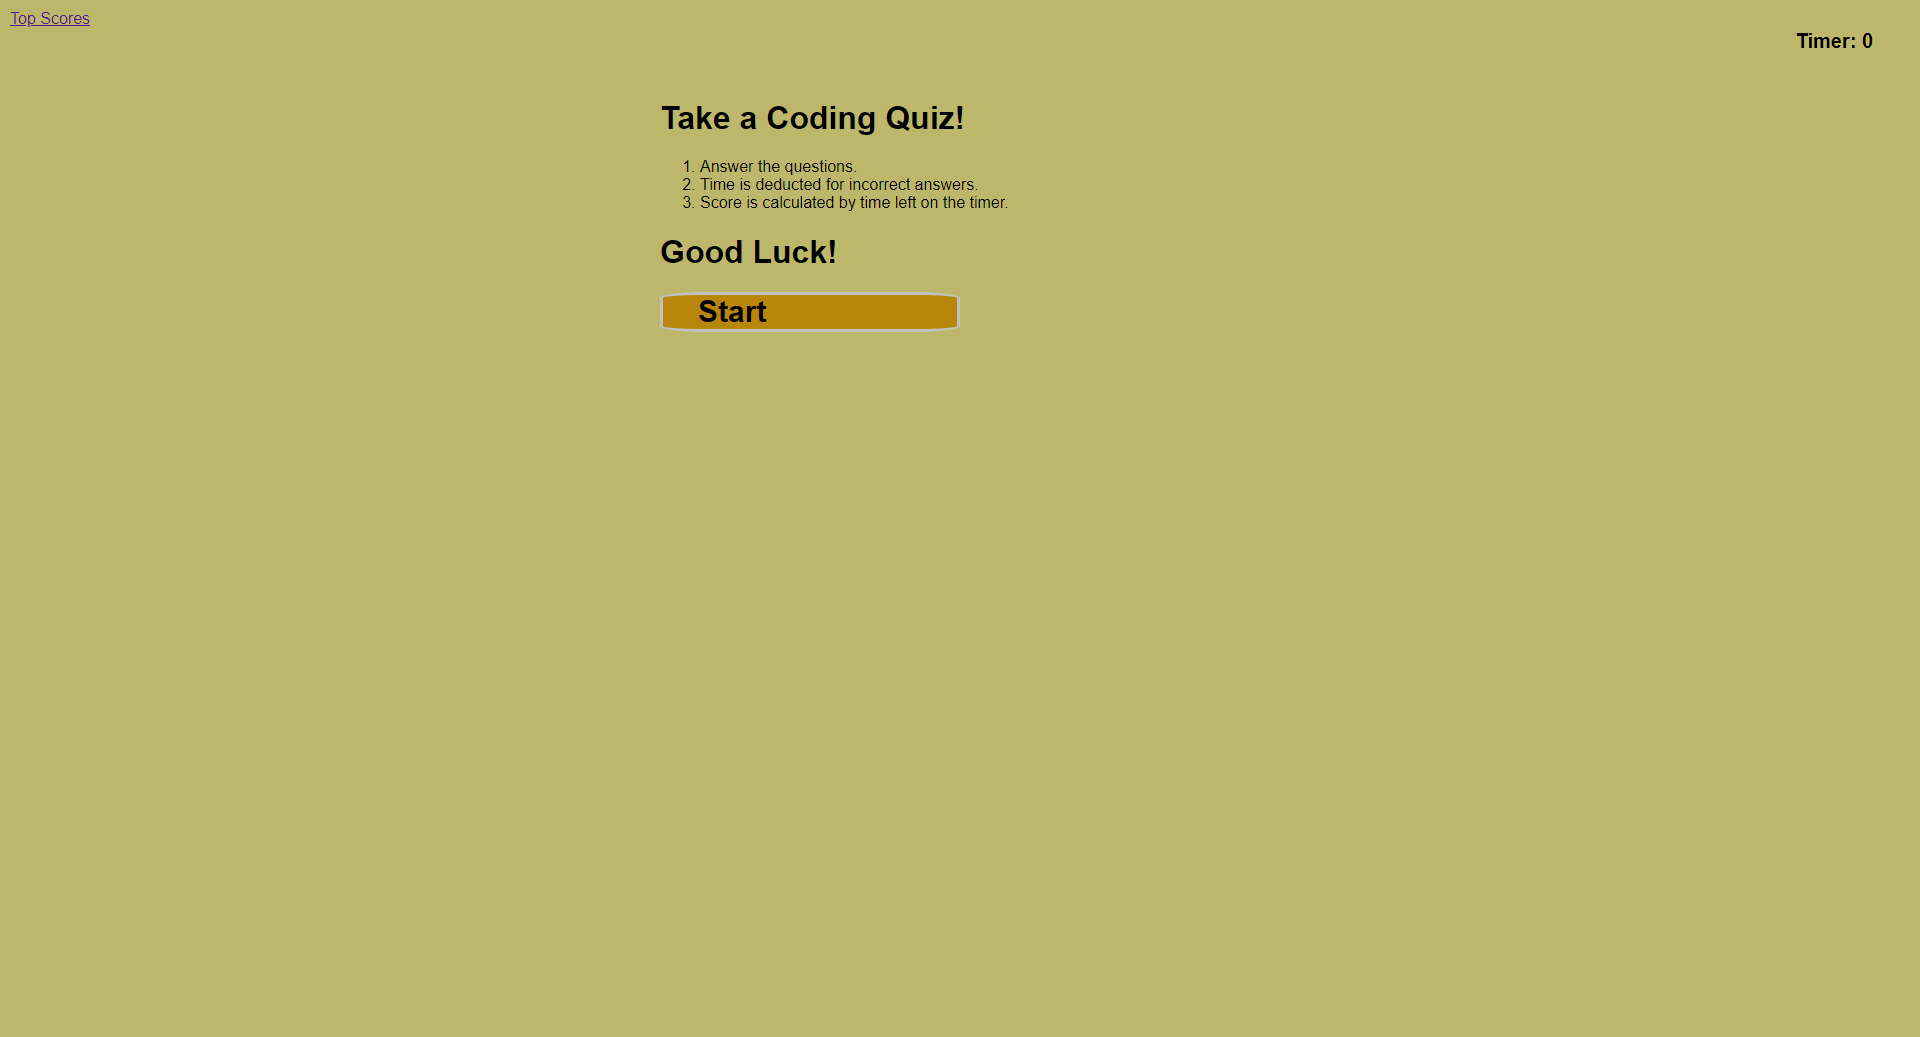 Top Scores
Timer: 0
Take a Coding Quiz!
1. Answer the questions.
2. Time is deducted for incorrect answers.
3. Score is calculated by time left on the timer.
Good Luck!
Start